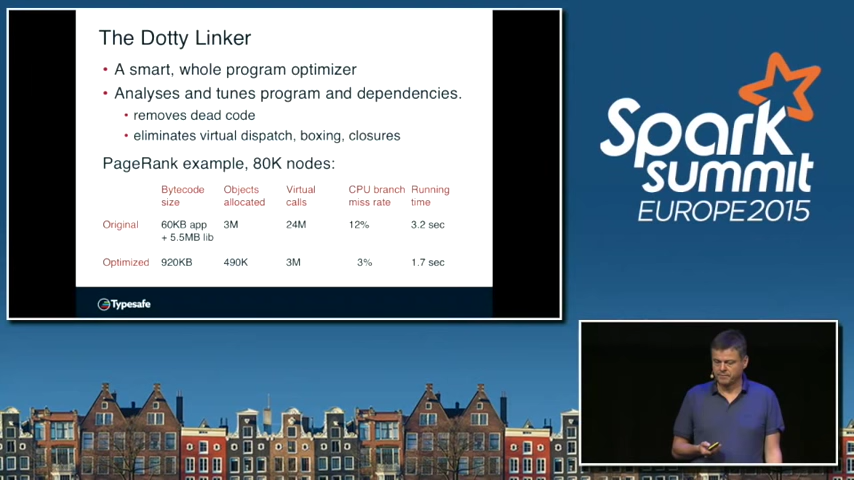 The Dotty Linker
• A smart, whole program optimizer
• Analyses and tunes program and dependencies.
• removes dead code
• eliminates virtual dispatch, boxing, closures
PageRank example, 80K nodes:
Bytecode size Objects allocated Virtual calls CPU branch miss rate Running time
Original 60KB app + 5.5MB lib 3M 24M 12% 3.2 sec
Optimized 920KB 490K 3M 3% 1.7 sec
Typesafe
Spark
summit
EUROPE 2015